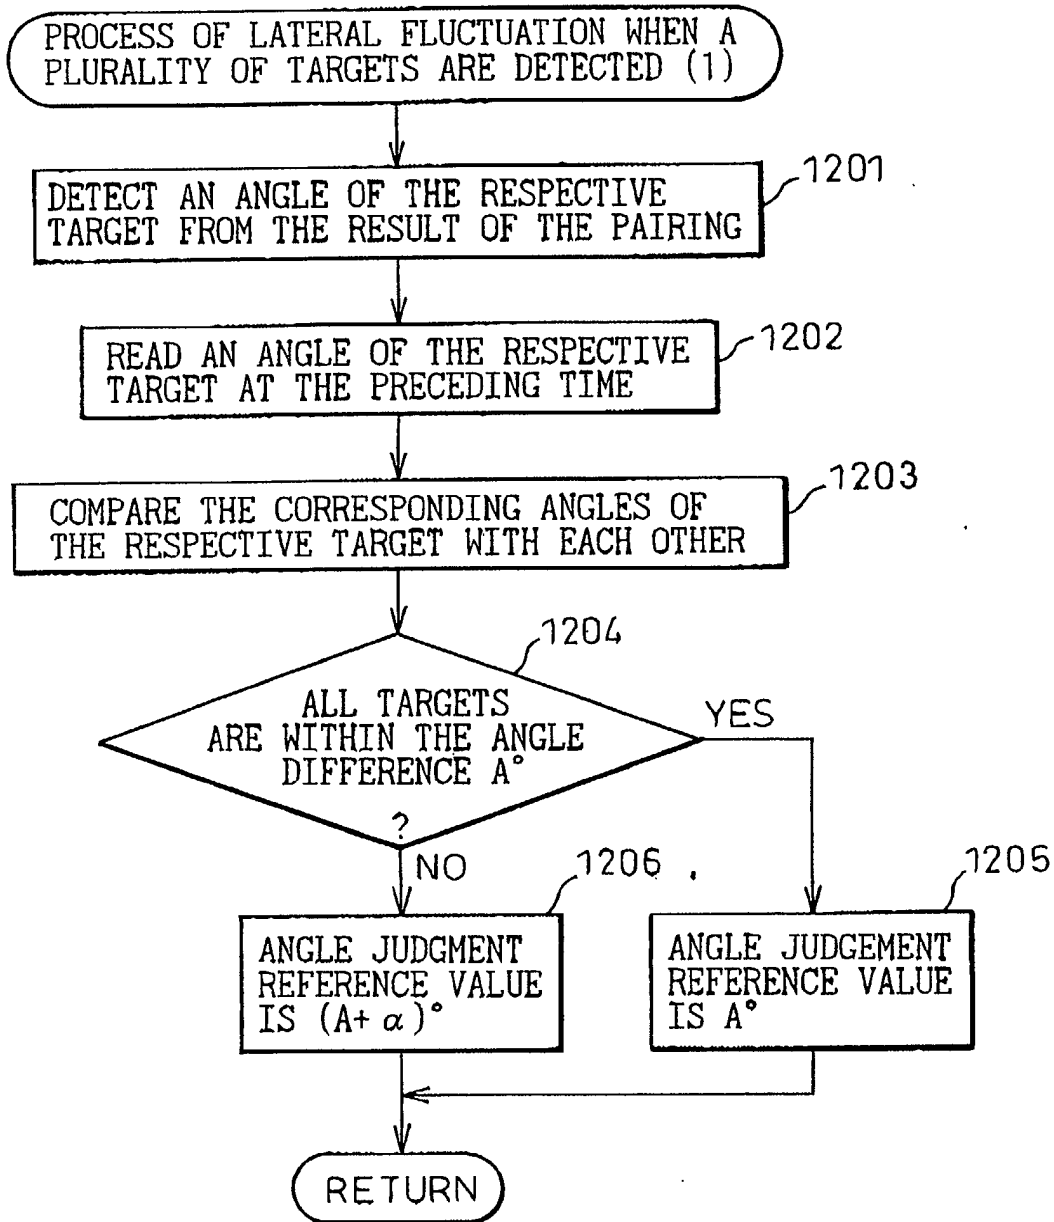 PROCESS OF LATERAL FLUCTUATION WHEN A
PLURALITY OF TARGETS ARE DETECTED (1)
1201
DETECT AN ANGLE OF THE RESPECTIVE
TARGET FROM THE RESULT OF THE PAIRING
1202
READ AN ANGLE OF THE RESPECTIVE
TARGET AT THE PRECEDING TIME
1203
COMPARE THE CORRESPONDING ANGLES OF
THE RESPECTIVE TARGET WITH EACH OTHER
1204
ALL TARGETS
ARE WITHIN THE ANGLE
DIFFERENCE A°
?
YES
NO
1206
ANGLE JUDGMENT
REFERENCE VALUE
IS (A+α)°
1205
ANGLE JUDGEMENT
REFERENCE VALUE
IS A°
RETURN